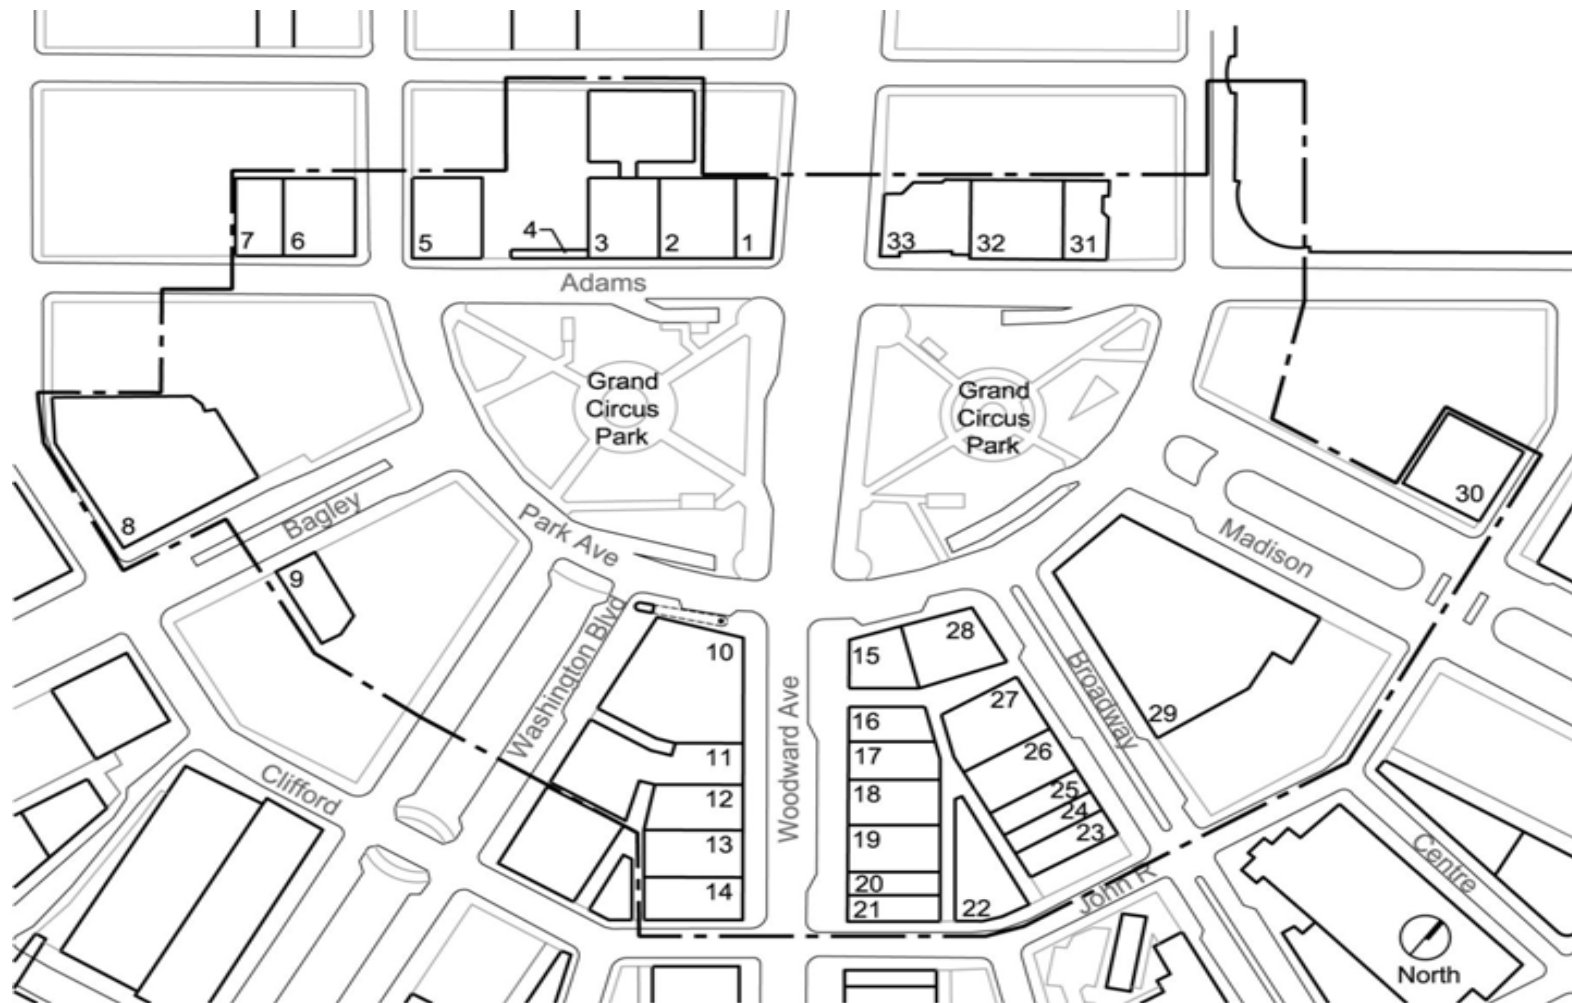 7
6
5
4
3
2
1
33
32
31
Adams
Grand
Circus
Park
Grand
Circus
Park
8
Bagley
Park Ave
Madison
30
9
Washington Blvd
10
Woodward Ave
15
28
Broadway
27
29
16
11
17
26
Clifford
12
18
25
24
13
19
23
Centre
14
20
21
22
John R
North